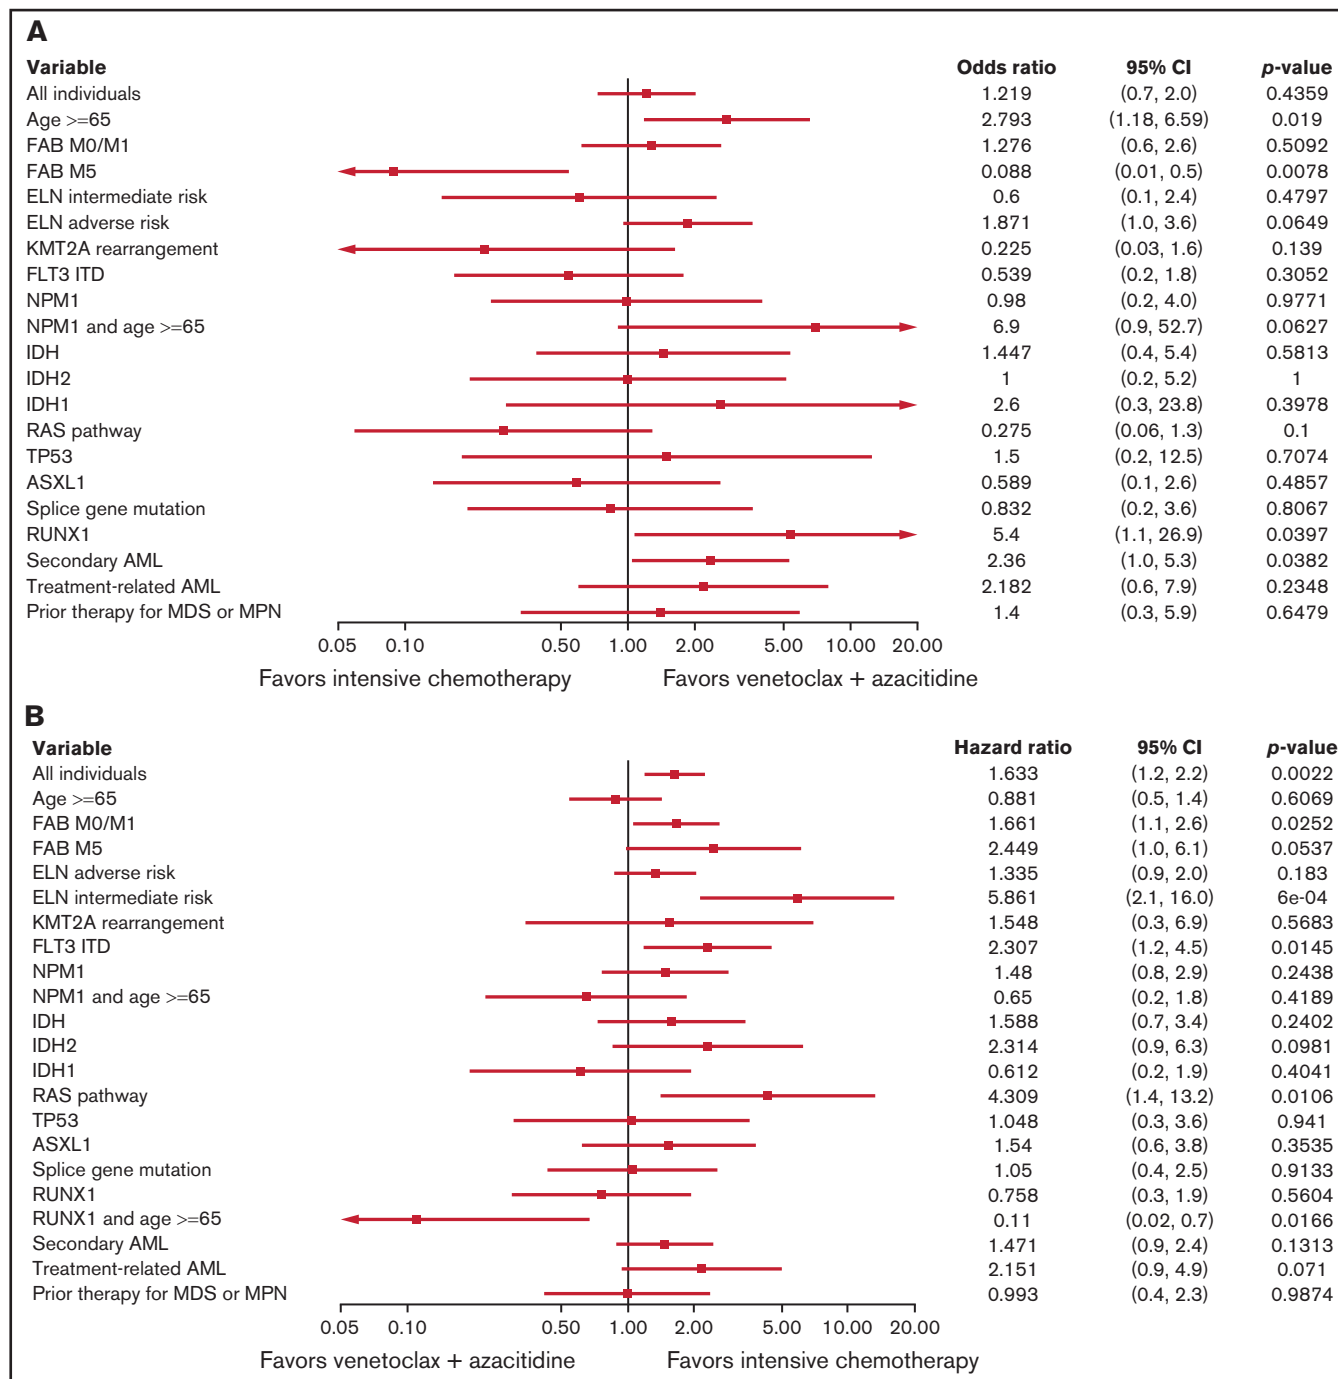 A
Variable Odds ratio 95% CI p-value
All individuals 1.219 (0.7, 2.0) 0.4359
Age >=65 2.793 (1.18, 6.59) 0.019
FAB M0/M1 1.276 (0.6, 2.6) 0.5092
FAB M5 0.088 (0.01, 0.5) 0.0078
ELN intermediate risk 0.6 (0.1, 2.4) 0.4797
ELN adverse risk 1.871 (1.0, 3.6) 0.0649
KMT2A rearrangement 0.225 (0.03, 1.6) 0.139
FLT3 ITD 0.539 (0.2, 1.8) 0.3052
NPM1 0.98 (0.2, 4.0) 0.9771
NPM1 and age >=65 6.9 (0.9, 52.7) 0.0627
IDH 1.447 (0.4, 5.4) 0.5813
IDH2 1 (0.2, 5.2) 1
IDH1 2.6 (0.3, 23.8) 0.3978
RAS pathway 0.275 (0.06, 1.3) 0.1
TP53 1.5 (0.2, 12.5) 0.7074
ASXL1 0.589 (0.1, 2.6) 0.4857
Splice gene mutation 0.832 (0.2, 3.6) 0.8067
RUNX1 5.4 (1.1, 26.9) 0.0397
Secondary AML 2.36 (1.0, 5.3) 0.0382
Treatment-related AML 2.182 (0.6, 7.9) 0.2348
Prior therapy for MDS or MPN 1.4 (0.3, 5.9) 0.6479
0.05 0.10 0.50 1.00 2.00 5.00 10.00 20.00
Favors intensive chemotherapy Favors venetoclax + azacitidine
B
Variable Hazard ratio 95% CI p-value
All individuals 1.633 (1.2, 2.2) 0.0022
Age >=65 0.881 (0.5, 1.4) 0.6069
FAB M0/M1 1.661 (1.1, 2.6) 0.0252
FAB M5 2.449 (1.0, 6.1) 0.0537
ELN adverse risk 1.335 (0.9, 2.0) 0.183
ELN intermediate risk 5.861 (2.1, 16.0) 6e-04
KMT2A rearrangement 1.548 (0.3, 6.9) 0.5683
FLT3 ITD 2.307 (1.2, 4.5) 0.0145
NPM1 1.48 (0.8, 2.9) 0.2438
NPM1 and age >=65 0.65 (0.2, 1.8) 0.4189
IDH 1.588 (0.7, 3.4) 0.2402
IDH2 2.314 (0.9, 6.3) 0.0981
IDH1 0.612 (0.2, 1.9) 0.4041
RAS pathway 4.309 (1.4, 13.2) 0.0106
TP53 1.048 (0.3, 3.6) 0.941
ASXL1 1.54 (0.6, 3.8) 0.3535
Splice gene mutation 1.05 (0.4, 2.5) 0.9133
RUNX1 0.758 (0.3, 1.9) 0.5604
RUNX1 and age >=65 0.11 (0.02, 0.7) 0.0166
Secondary AML 1.471 (0.9, 2.4) 0.1313
Treatment-related AML 2.151 (0.9, 4.9) 0.071
Prior therapy for MDS or MPN 0.993 (0.4, 2.3) 0.9874
0.05 0.10 0.50 1.00 2.00 5.00 10.00 20.00
Favors venetoclax + azacitidine Favors intensive chemotherapy